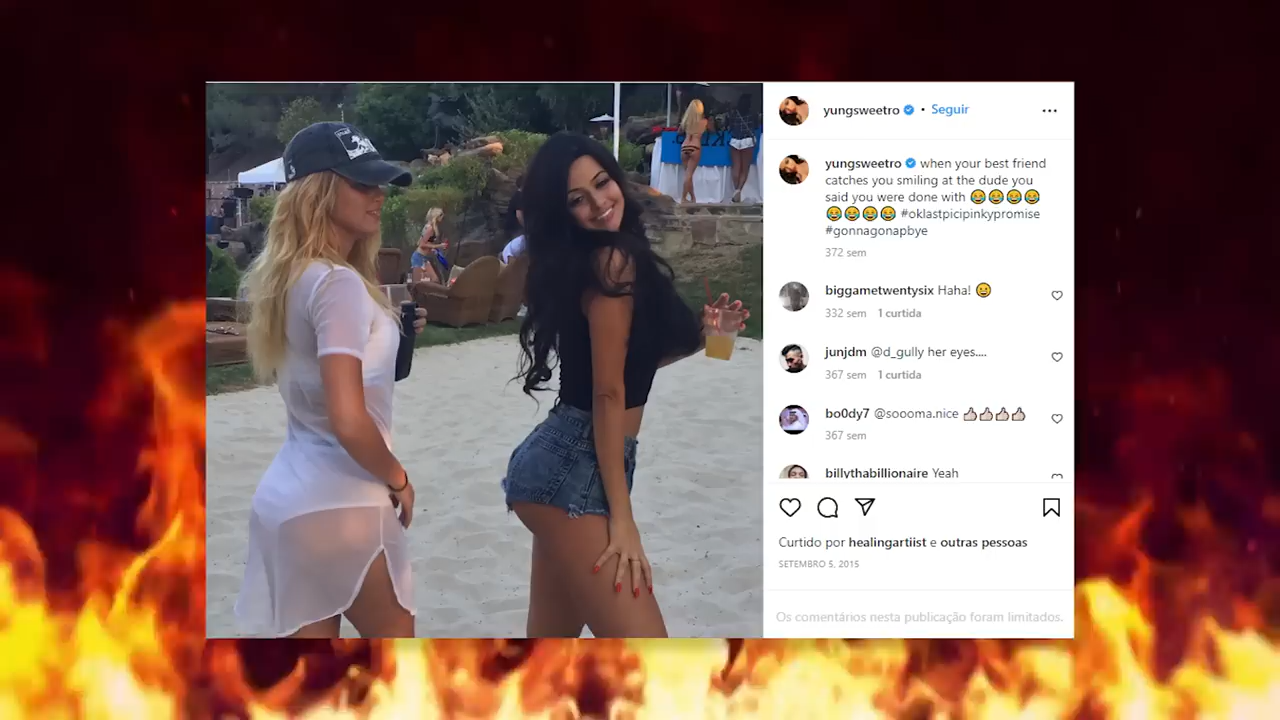 yungsweetro • Seguir
yungsweetro when your best friend
catches you smiling at the dude you
said you were done with 😂😂😂😂
😂😂😂😂 #oklastpicipinkypromise
#gonnagonapbye
372 sem
biggametwentysix Haha! 😉
332 sem 1 curtida
junjdm @d_gully her eyes....
367 sem 1 curtida
bo0dy7 @soooma.nice 👍🏻👍🏻👍🏻👍🏻
367 sem
billythabillionaire Yeah
Curtido por healingartiist e outras pessoas
SETEMBRO 5, 2015
Os comentários nesta publicação foram limitados.